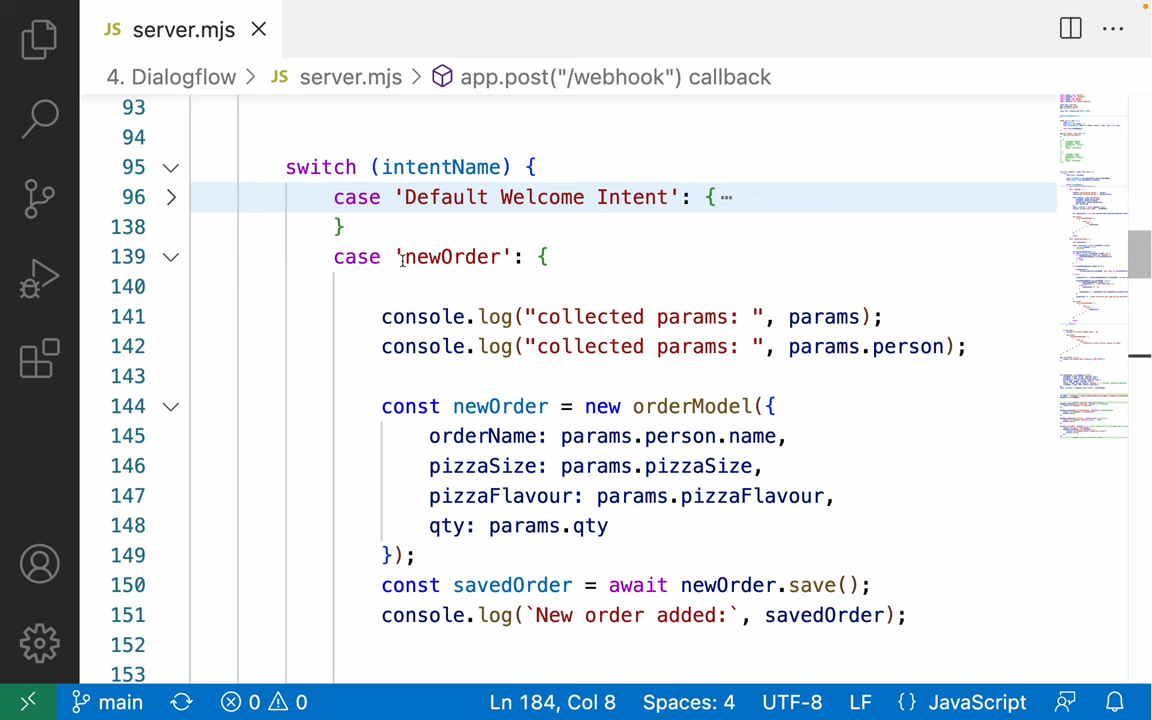 JS server.mjs
4. Dialogflow > JS server.mjs > app.post("/webhook") callback
93
94
95 switch (intentName) {
96 case 'Default Welcome Intent': {
138 }
139 case 'newOrder': {
140
141 console.log("collected params: ", params);
142 console.log("collected params: ", params.person);
143
144 const newOrder = new orderModel({
145 orderName: params.person.name,
146 pizzaSize: params.pizzaSize,
147 pizzaFlavour: params.pizzaFlavour,
148 qty: params.qty
149 });
150 const savedOrder = await newOrder.save();
151 console.log(`New order added:`, savedOrder);
152
153
main 0 0 Ln 184, Col 8 Spaces: 4 UTF-8 LF {} JavaScript